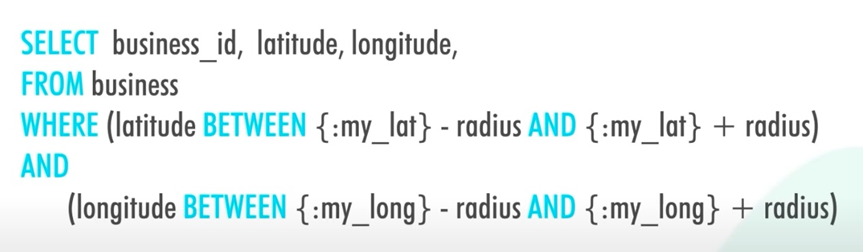 SELECT business_id, latitude, longitude,
FROM business
WHERE (latitude BETWEEN {:my_lat} - radius AND {:my_lat} + radius)
AND
(longitude BETWEEN {:my_long} - radius AND {:my_long} + radius)